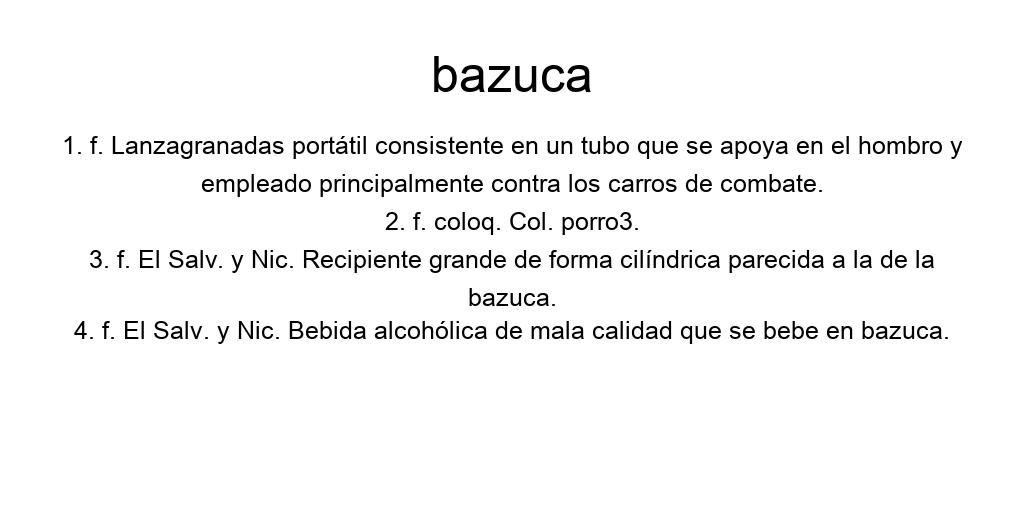 bazuca
1. f. Lanzagranadas portátil consistente en un tubo que se apoya en el hombro y
empleado principalmente contra los carros de combate.
2. f. coloq. Col. porro3.
3. f. El Salv. y Nic. Recipiente grande de forma cilíndrica parecida a la de la
bazuca.
4. f. El Salv. y Nic. Bebida alcohólica de mala calidad que se bebe en bazuca.